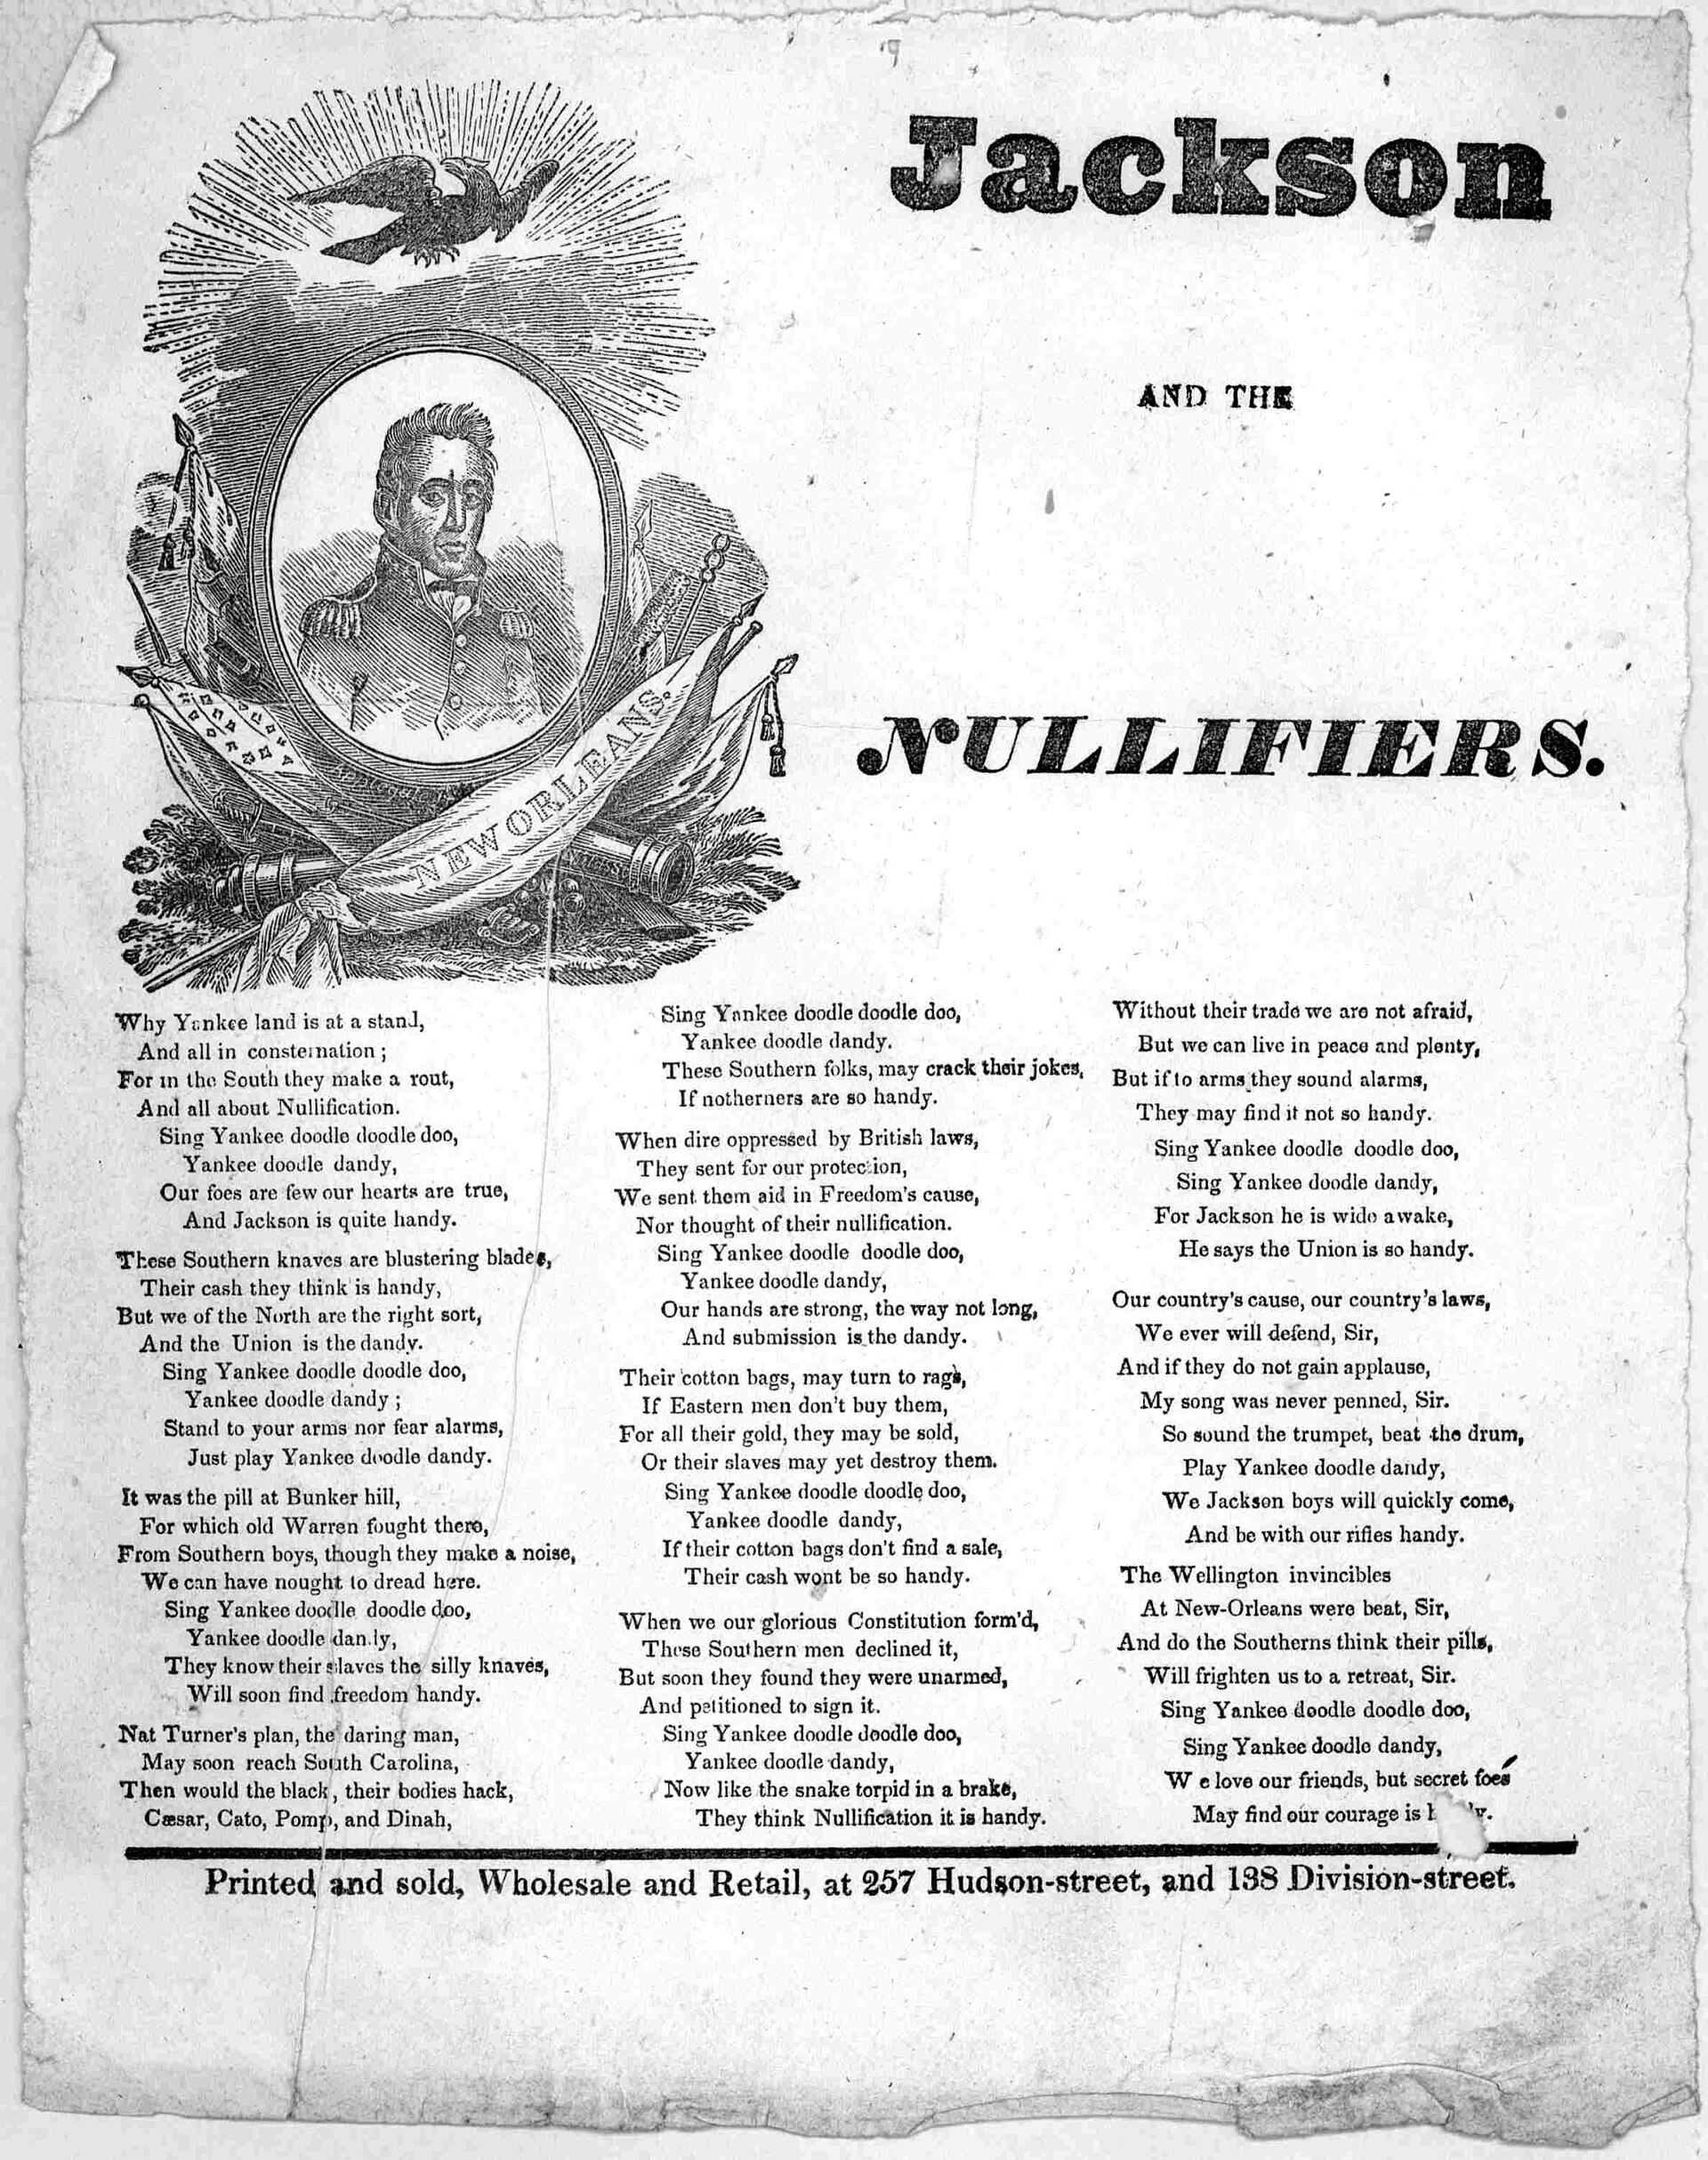 Jackson
AND THE
NULLIFIERS.
NEW ORLEANS.
Why Yankee land is at a stand,
And all in consternation ;
For in the South they make a rout,
And all about Nullification.
Sing Yankee doodle doodle doo,
Yankee doodle dandy,
Our foes are few our hearts are true,
And Jackson is quite handy.
These Southern knaves are blustering blades,
Their cash they think is handy,
But we of the North are the right sort,
And the Union is the dandy.
Sing Yankee doodle doodle doo,
Yankee doodle dandy ;
Stand to your arms nor fear alarms,
Just play Yankee doodle dandy.
It was the pill at Bunker hill,
For which old Warren fought there,
From Southern boys, though they make a noise,
We can have nought to dread here.
Sing Yankee doodle doodle doo,
Yankee doodle dandy,
They know their slaves the silly knaves,
Will soon find freedom handy.
Nat Turner's plan, the daring man,
May soon reach South Carolina,
Then would the black, their bodies hack,
Cæsar, Cato, Pomp, and Dinah,
Sing Yankee doodle doodle doo,
Yankee doodle dandy.
These Southern folks, may crack their jokes,
If notherners are so handy.
When dire oppressed by British laws,
They sent for our protection,
We sent them aid in Freedom's cause,
Nor thought of their nullification.
Sing Yankee doodle doodle doo,
Yankee doodle dandy,
Our hands are strong, the way not long,
And submission is the dandy.
Their cotton bags, may turn to rags,
If Eastern men don't buy them,
For all their gold, they may be sold,
Or their slaves may yet destroy them.
Sing Yankee doodle doodle doo,
Yankee doodle dandy,
If their cotton bags don't find a sale,
Their cash wont be so handy.
When we our glorious Constitution form'd,
These Southern men declined it,
But soon they found they were unarmed,
And petitioned to sign it.
Sing Yankee doodle doodle doo,
Yankee doodle dandy,
Now like the snake torpid in a brake,
They think Nullification it is handy.
Without their trade we are not afraid,
But we can live in peace and plenty,
But if to arms they sound alarms,
They may find it not so handy.
Sing Yankee doodle doodle doo,
Sing Yankee doodle dandy,
For Jackson he is wide awake,
He says the Union is so handy.
Our country's cause, our country's laws,
We ever will defend, Sir,
And if they do not gain applause,
My song was never penned, Sir.
So sound the trumpet, beat the drum,
Play Yankee doodle dandy,
We Jackson boys will quickly come,
And be with our rifles handy.
The Wellington invincibles
At New-Orleans were beat, Sir,
And do the Southerns think their pills,
Will frighten us to a retreat, Sir.
Sing Yankee doodle doodle doo,
Sing Yankee doodle dandy,
We love our friends, but secret foes
May find our courage is
Printed and sold, Wholesale and Retail, at 257 Hudson-street, and 138 Division-street.